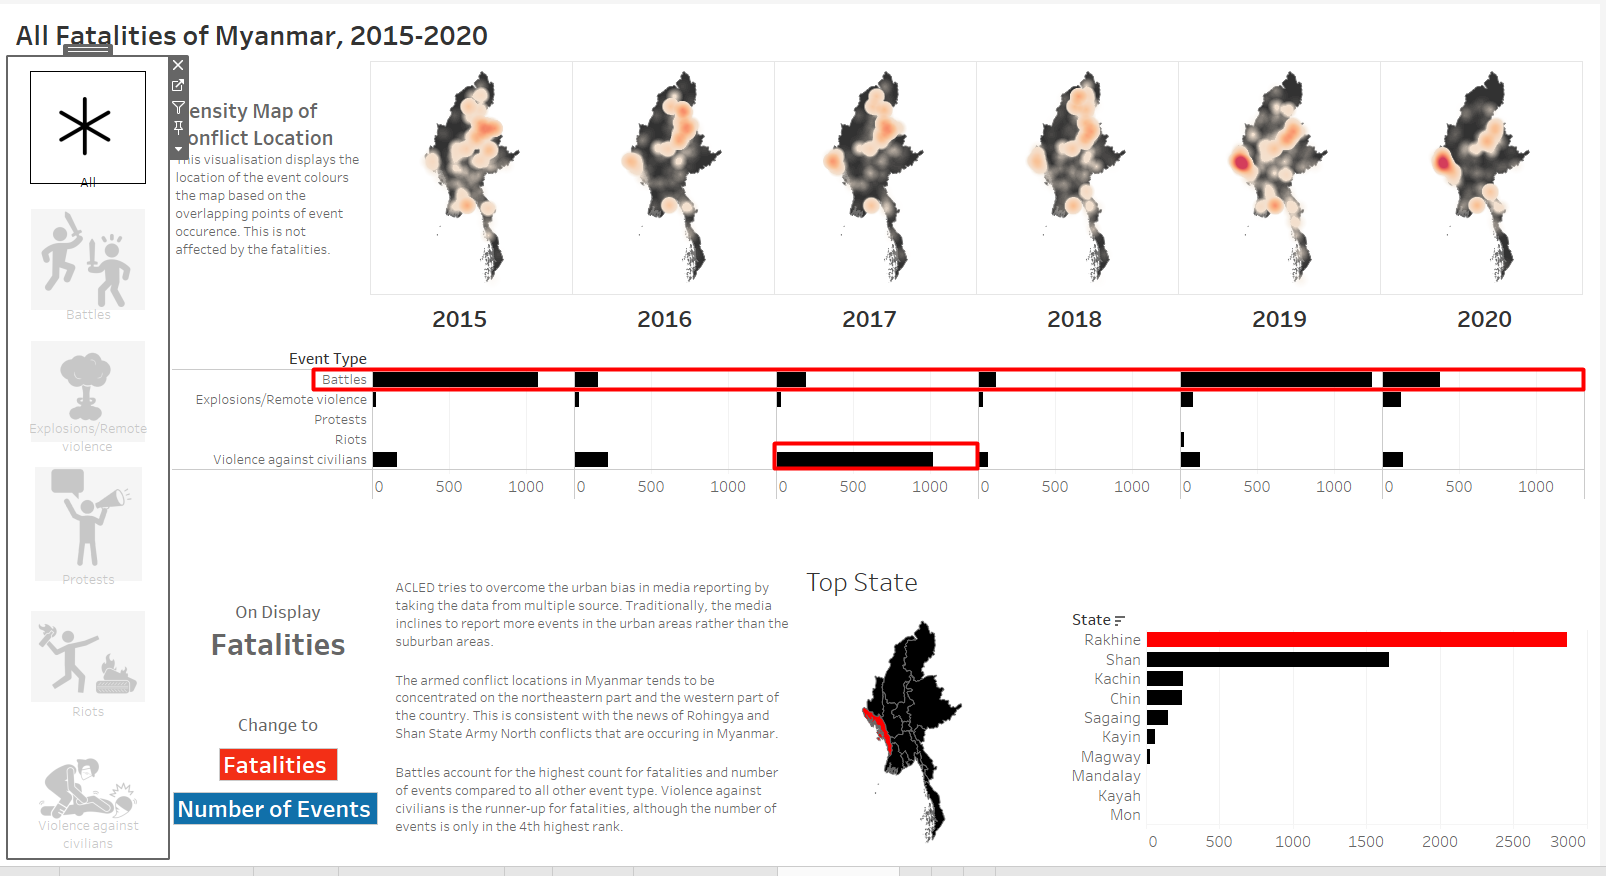 All Fatalities of Myanmar, 2015-2020
All
Battles
Explosions/Remote
violence
Protests
Riots
Violence against
civilians
ensity Map of
onflict Location
This visualisation displays the
location of the event colours
the map based on the
overlapping points of event
occurence. This is not
affected by the fatalities.
2015 2016 2017 2018 2019 2020
Event Type
Battles
Explosions/Remote violence
Protests
Riots
Violence against civilians
0 500 1000 0 500 1000 0 500 1000 0 500 1000 0 500 1000 0 500 1000
On Display
Fatalities
Change to
Fatalities
Number of Events
ACLED tries to overcome the urban bias in media reporting by
taking the data from multiple source. Traditionally, the media
inclines to report more events in the urban areas rather than the
suburban areas.
The armed conflict locations in Myanmar tends to be
concentrated on the northeastern part and the western part of
the country. This is consistent with the news of Rohingya and
Shan State Army North conflicts that are occuring in Myanmar.
Battles account for the highest count for fatalities and number
of events compared to all other event type. Violence against
civilians is the runner-up for fatalities, although the number of
events is only in the 4th highest rank.
Top State
State
Rakhine
Shan
Kachin
Chin
Sagaing
Kayin
Magway
Mandalay
Kayah
Mon
0 500 1000 1500 2000 2500 3000